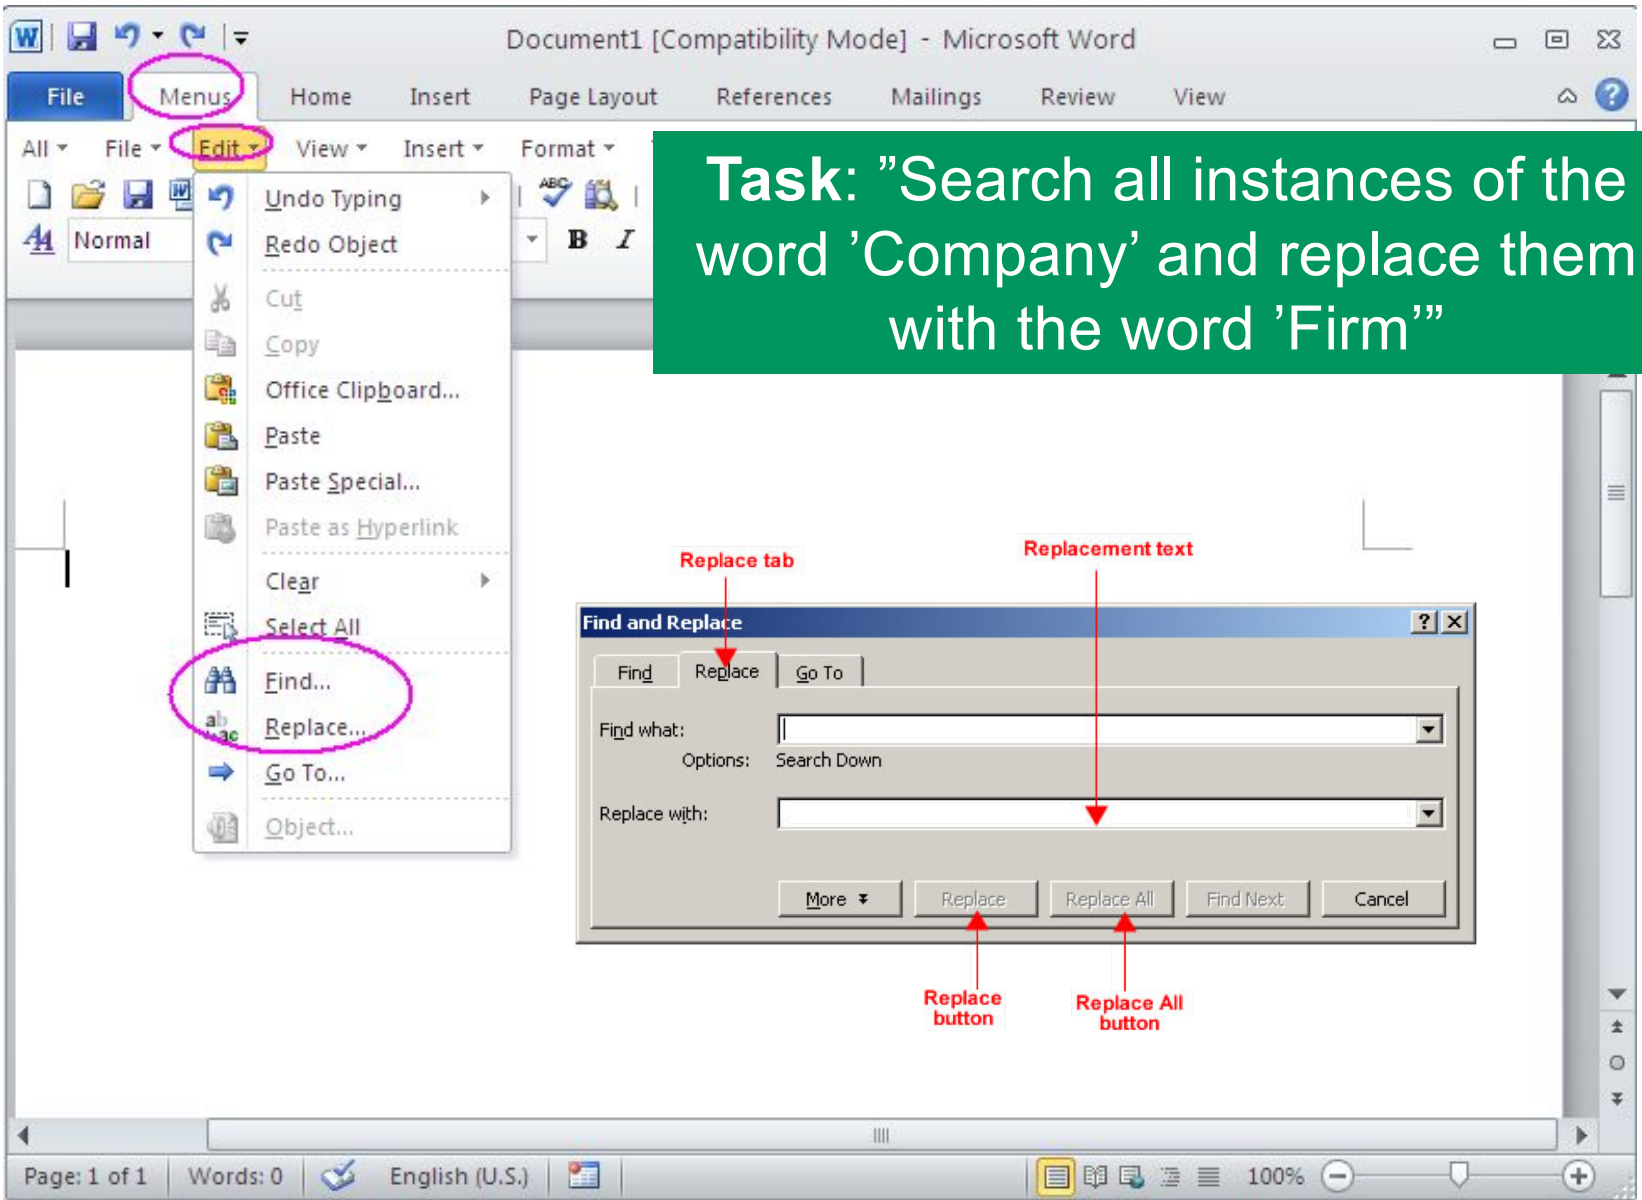 Document1 [Compatibility Mode] - Microsoft Word
File Menus Home Insert Page Layout References Mailings Review View
All File Edit View Insert Format
Task: ”Search all instances of the
word ’Company’ and replace them
with the word ’Firm’”
Normal B I
ABC
Undo Typing
Redo Object
Cut
Copy
Office Clipboard...
Paste
Paste Special...
Paste as Hyperlink
Clear
Select All
Find...
Replace...
Go To...
Object...
Replace tab
Replacement text
Find and Replace
Find Replace Go To
Find what:
Options: Search Down
Replace with:
More Replace Replace All Find Next Cancel
Replace
button
Replace All
button
Page: 1 of 1 Words: 0 English (U.S.) 100%